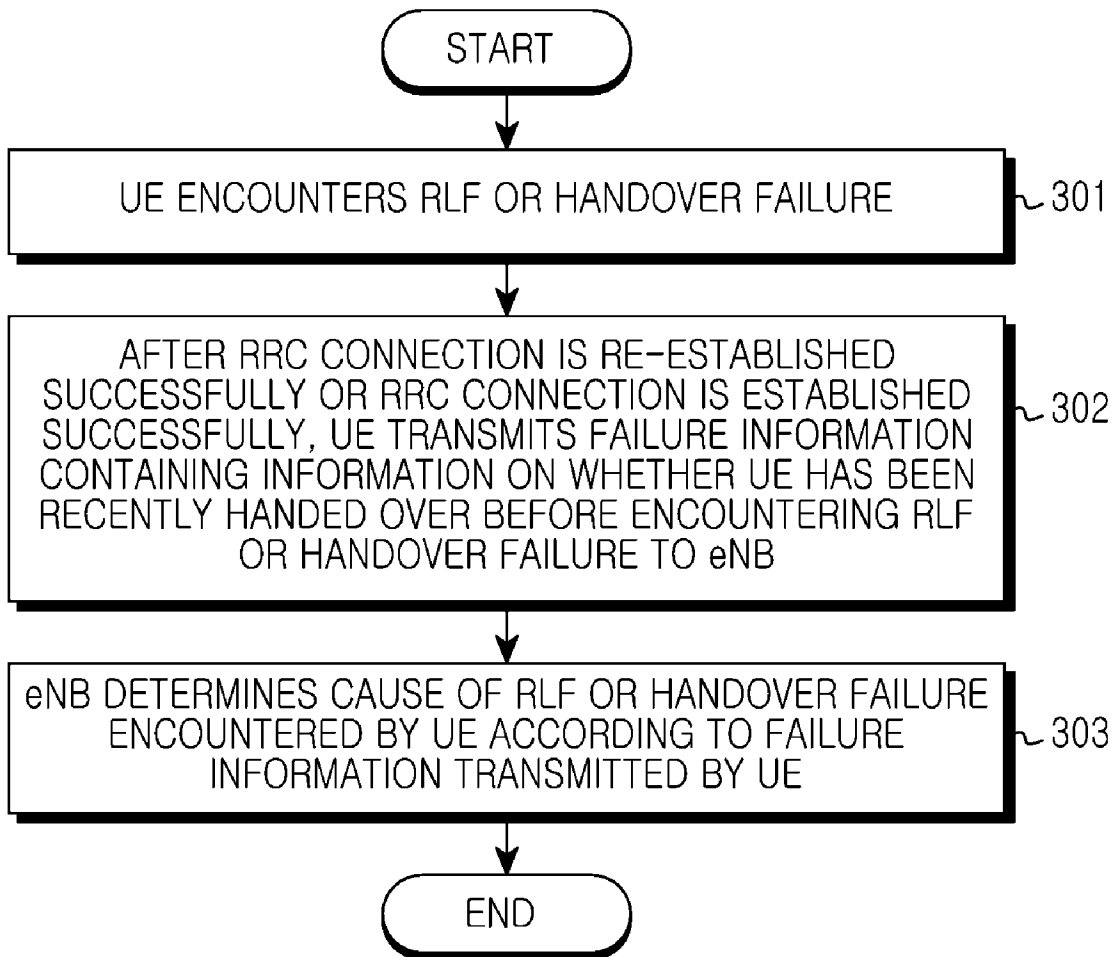 START
UE ENCOUNTERS RLF OR HANDOVER FAILURE
301
AFTER RRC CONNECTION IS RE-ESTABLISHED
SUCCESSFULLY OR RRC CONNECTION IS ESTABLISHED
SUCCESSFULLY, UE TRANSMITS FAILURE INFORMATION
CONTAINING INFORMATION ON WHETHER UE HAS BEEN
RECENTLY HANDED OVER BEFORE ENCOUNTERING RLF
OR HANDOVER FAILURE TO eNB
302
eNB DETERMINES CAUSE OF RLF OR HANDOVER FAILURE
ENCOUNTERED BY UE ACCORDING TO FAILURE
INFORMATION TRANSMITTED BY UE
303
END